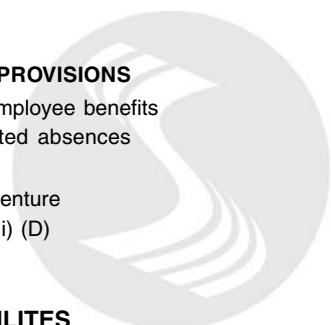 PROVISIONS
mployee benefits
ted absences
enture
i) (D)
ILITES